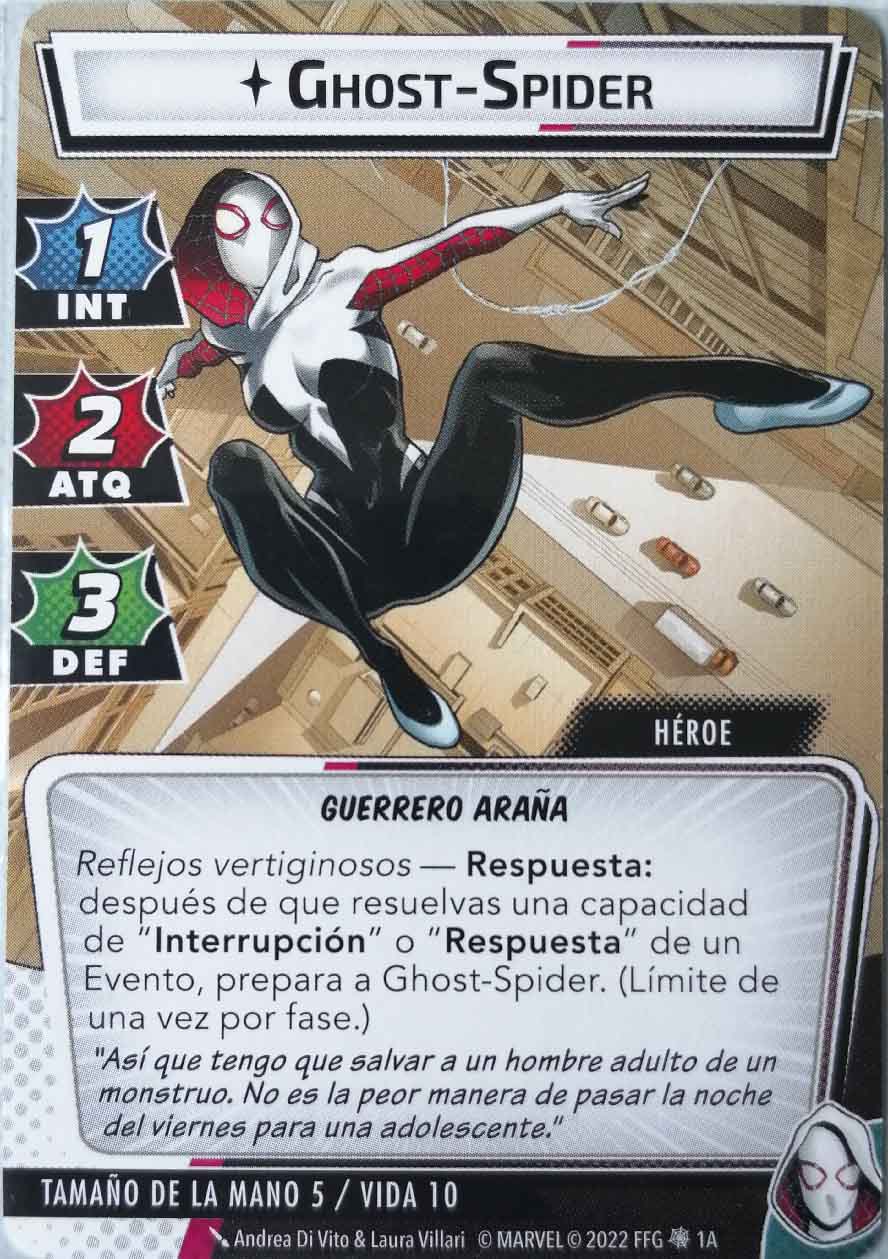 ✦ GHOST-SPIDER
1
INT
2
ATQ
3
DEF
HÉROE
GUERRERO ARAÑA
Reflejos vertiginosos — Respuesta:
después de que resuelvas una capacidad
de “Interrupción” o “Respuesta” de un
Evento, prepara a Ghost-Spider. (Límite de
una vez por fase.)
"Así que tengo que salvar a un hombre adulto de un
monstruo. No es la peor manera de pasar la noche
del viernes para una adolescente."
TAMAÑO DE LA MANO 5 / VIDA 10
Andrea Di Vito & Laura Villari © MARVEL © 2022 FFG 1A